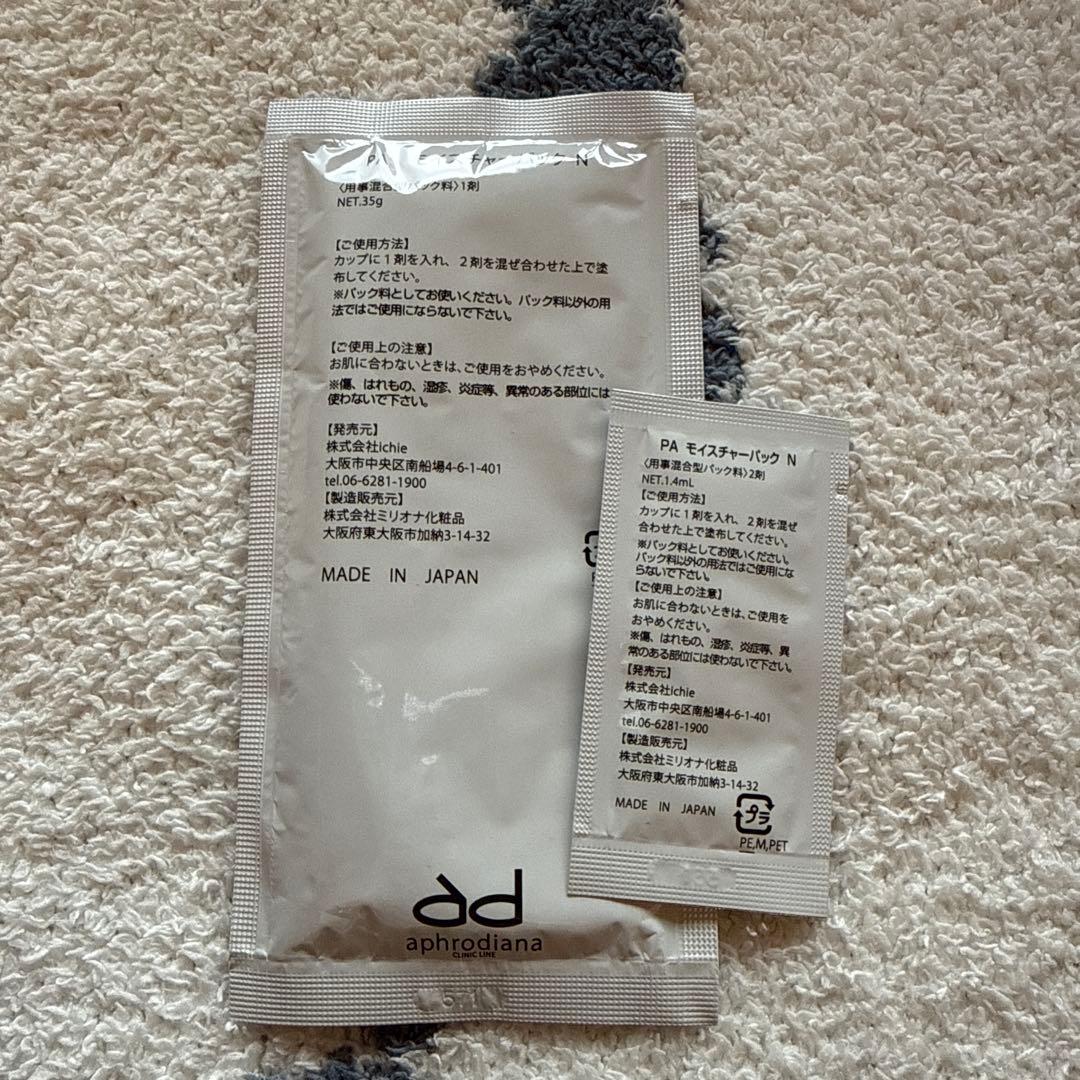 PA モイスチャーパック N
〈用事混合型パック料〉1剤
NET.35g
【ご使用方法】
カップに1剤を入れ、2剤を混ぜ合わせた上で塗
布してください。
※パック料としてお使いください。パック料以外の用
法ではご使用にならないで下さい。
【ご使用上の注意】
お肌に合わないときは、ご使用をおやめください。
※傷、はれもの、湿疹、炎症等、異常のある部位には
使わないで下さい。
【発売元】
株式会社ichie
大阪市中央区南船場4-6-1-401
tel.06-6281-1900
【製造販売元】
株式会社ミリオナ化粧品
大阪府東大阪市加納3-14-32
MADE IN JAPAN
ad
aphrodiana
CLINIC LINE
PA モイスチャーパック N
〈用事混合型パック料〉2剤
NET.1.4mL
【ご使用方法】
カップに1剤を入れ、2剤を混ぜ
合わせた上で塗布してください。
※パック料としてお使いください。
パック料以外の用法ではご使用にな
らないで下さい。
【ご使用上の注意】
お肌に合わないときは、ご使用を
おやめください。
※傷、はれもの、湿疹、炎症等、異
常のある部位には使わないで下さい。
【発売元】
株式会社ichie
大阪市中央区南船場4-6-1-401
tel.06-6281-1900
【製造販売元】
株式会社ミリオナ化粧品
大阪府東大阪市加納3-14-32
MADE IN JAPAN
プラ
PE,M,PET